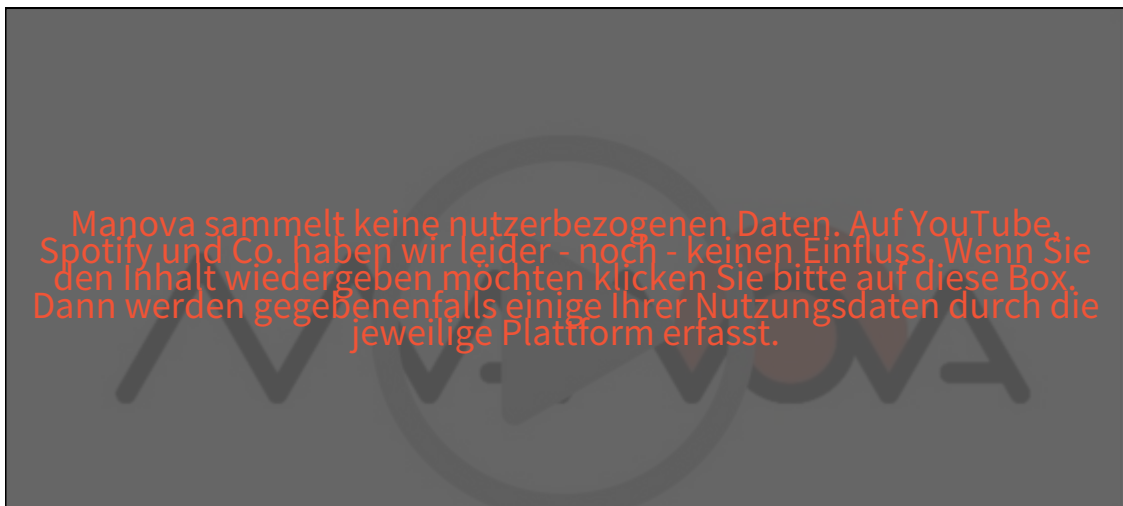 Manova sammelt keine nutzerbezogenen Daten. Auf YouTube,
Spotify und Co. haben wir leider - noch - keinen Einfluss. Wenn Sie
den Inhalt wiedergeben möchten klicken Sie bitte auf diese Box.
Dann werden gegebenenfalls einige Ihrer Nutzungsdaten durch die
jeweilige Plattform erfasst.
MANOVA